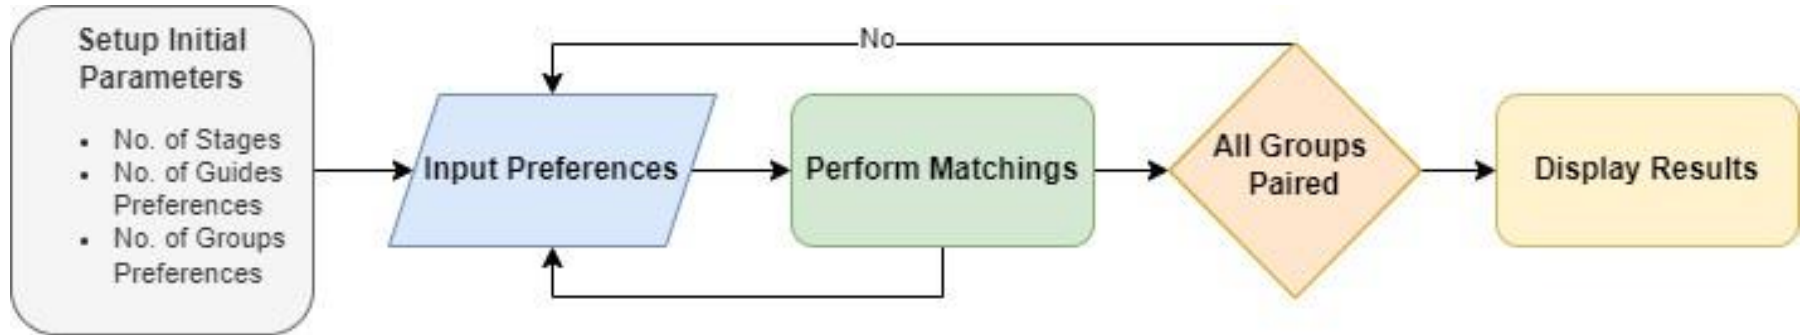 Setup Initial
Parameters
• No. of Stages
• No. of Guides
Preferences
• No. of Groups
Preferences
Input Preferences
No
Perform Matchings
All Groups
Paired
Display Results